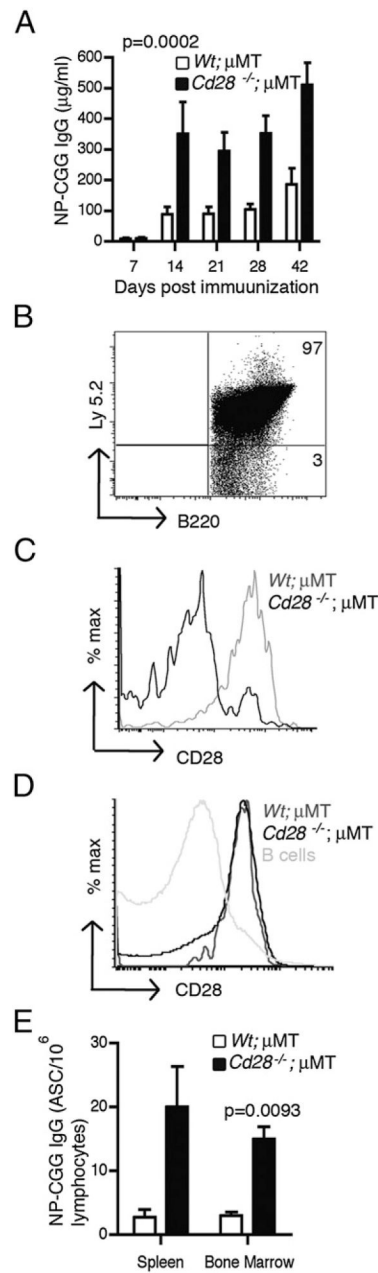 A
p=0.0002
Wt; µMT
Cd28 -/-; µMT
NP-CGG IgG (µg/ml)
600
500
400
300
200
100
0
7 14 21 28 42
Days post immuunization
B
97
3
Ly 5.2
B220
C
Wt; µMT
Cd28 -/-; µMT
% max
CD28
D
Wt; µMT
Cd28 -/-; µMT
B cells
% max
CD28
E
Wt; µMT
Cd28-/-; µMT
p=0.0093
NP-CGG IgG (ASC/10^6
lymphocytes)
30
20
10
0
Spleen Bone Marrow